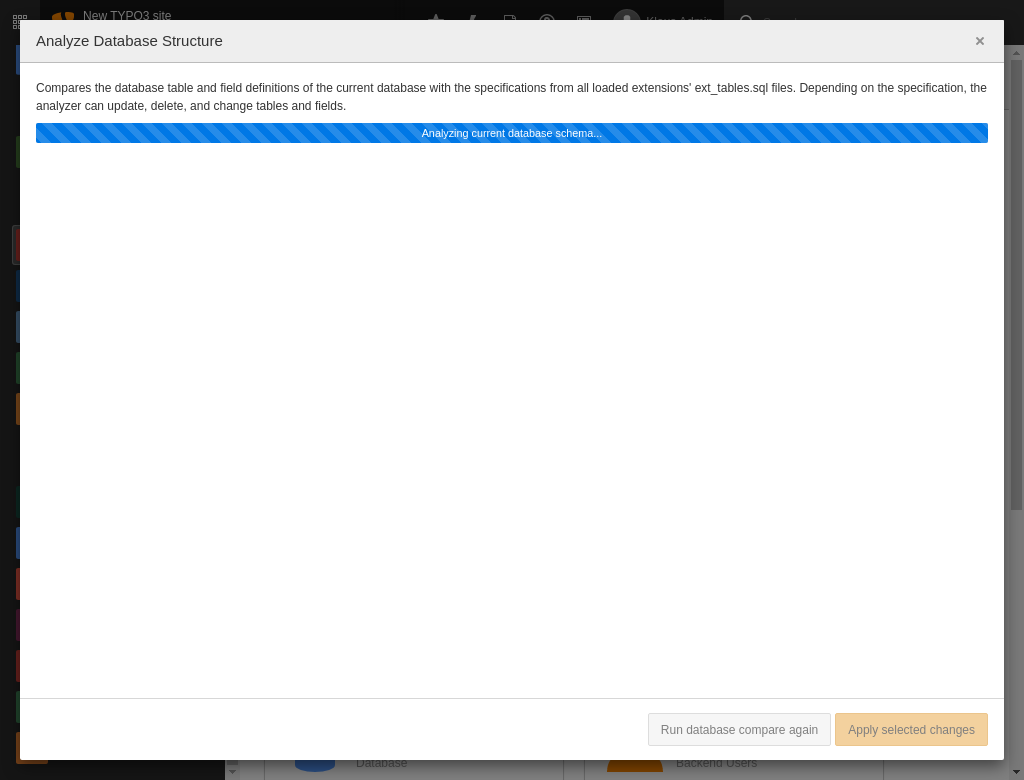 New TYPO3 site
Klaus Admin
Analyze Database Structure
×
Compares the database table and field definitions of the current database with the specifications from all loaded extensions' ext_tables.sql files. Depending on the specification, the
analyzer can update, delete, and change tables and fields.
Analyzing current database schema...
Run database compare again
Apply selected changes
Database
Backend Users